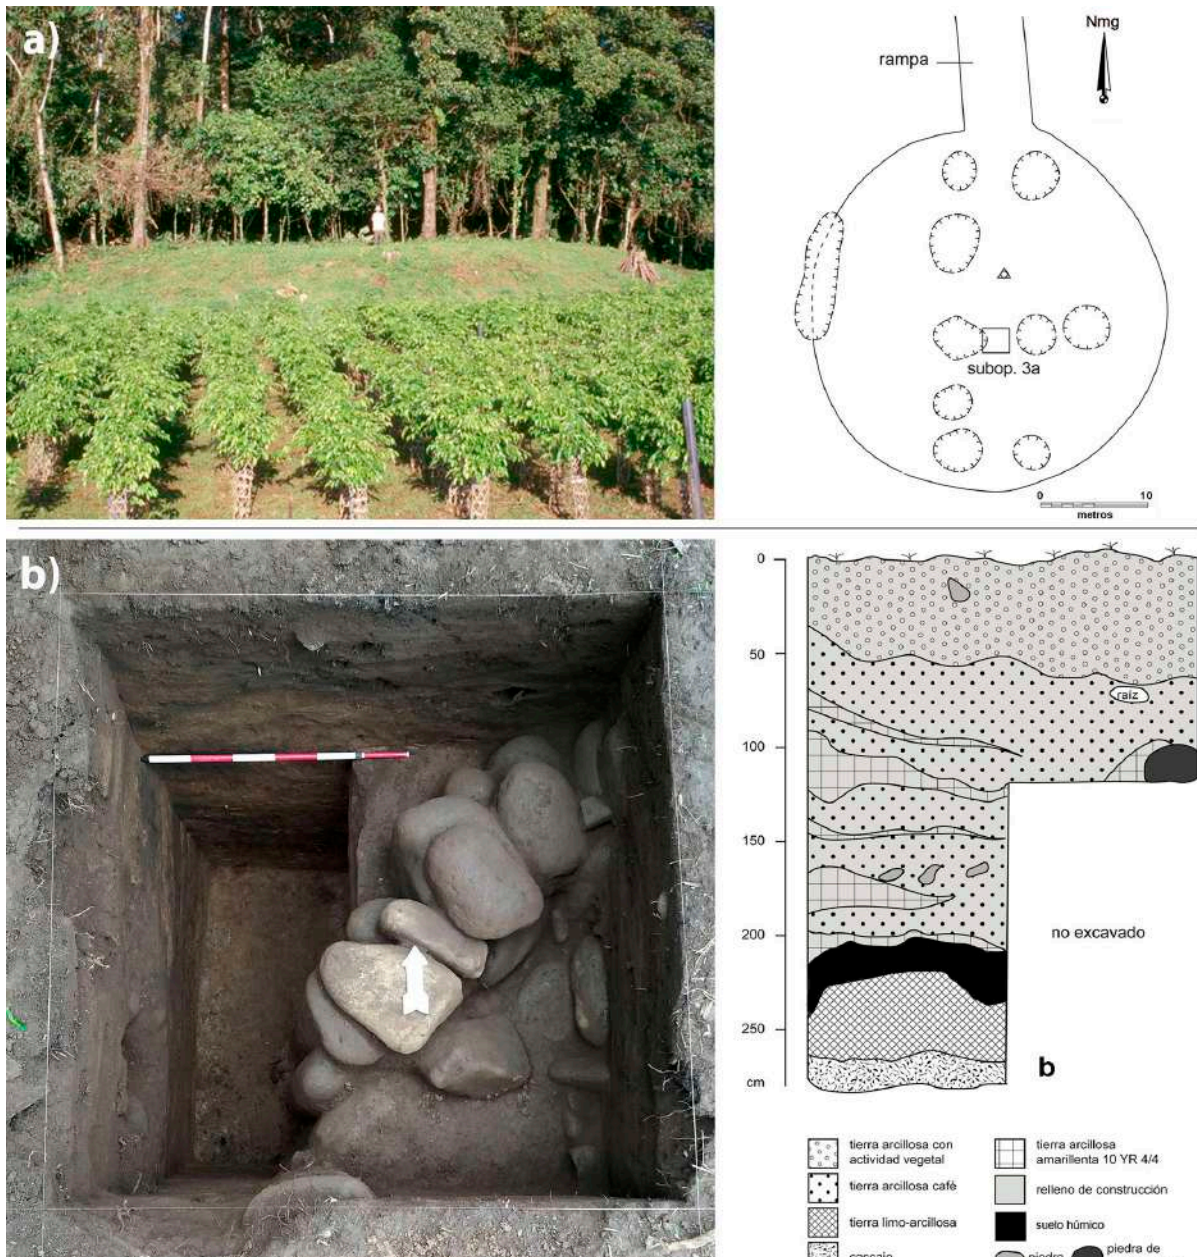 a)
rampa
Nmg
subop. 3a
0 10
metros
b)
0
50
100
150
200
250
cm
raíz
no excavado
b
tierra arcillosa con
actividad vegetal
tierra arcillosa
amarillenta 10 YR 4/4
tierra arcillosa café
relleno de construcción
tierra limo-arcillosa
suelo húmico
cascajo
piedra
piedra de